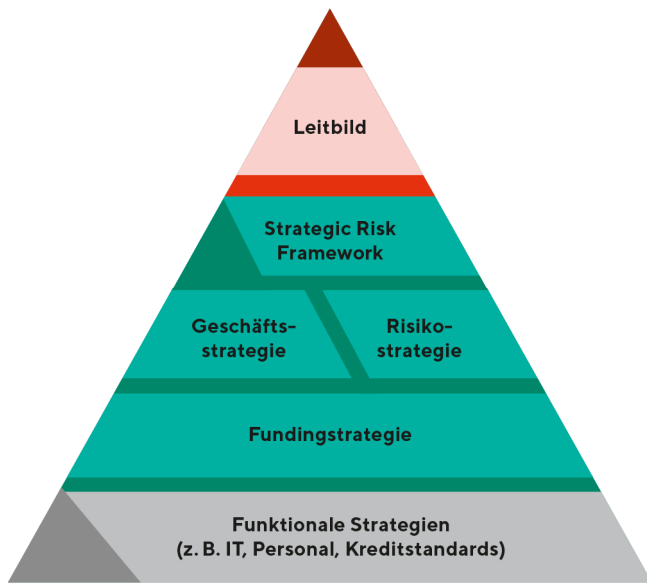 Leitbild
Strategic Risk
Framework
Geschäfts-
strategie
Risiko-
strategie
Fundingstrategie
Funktionale Strategien
(z. B. IT, Personal, Kreditstandards)